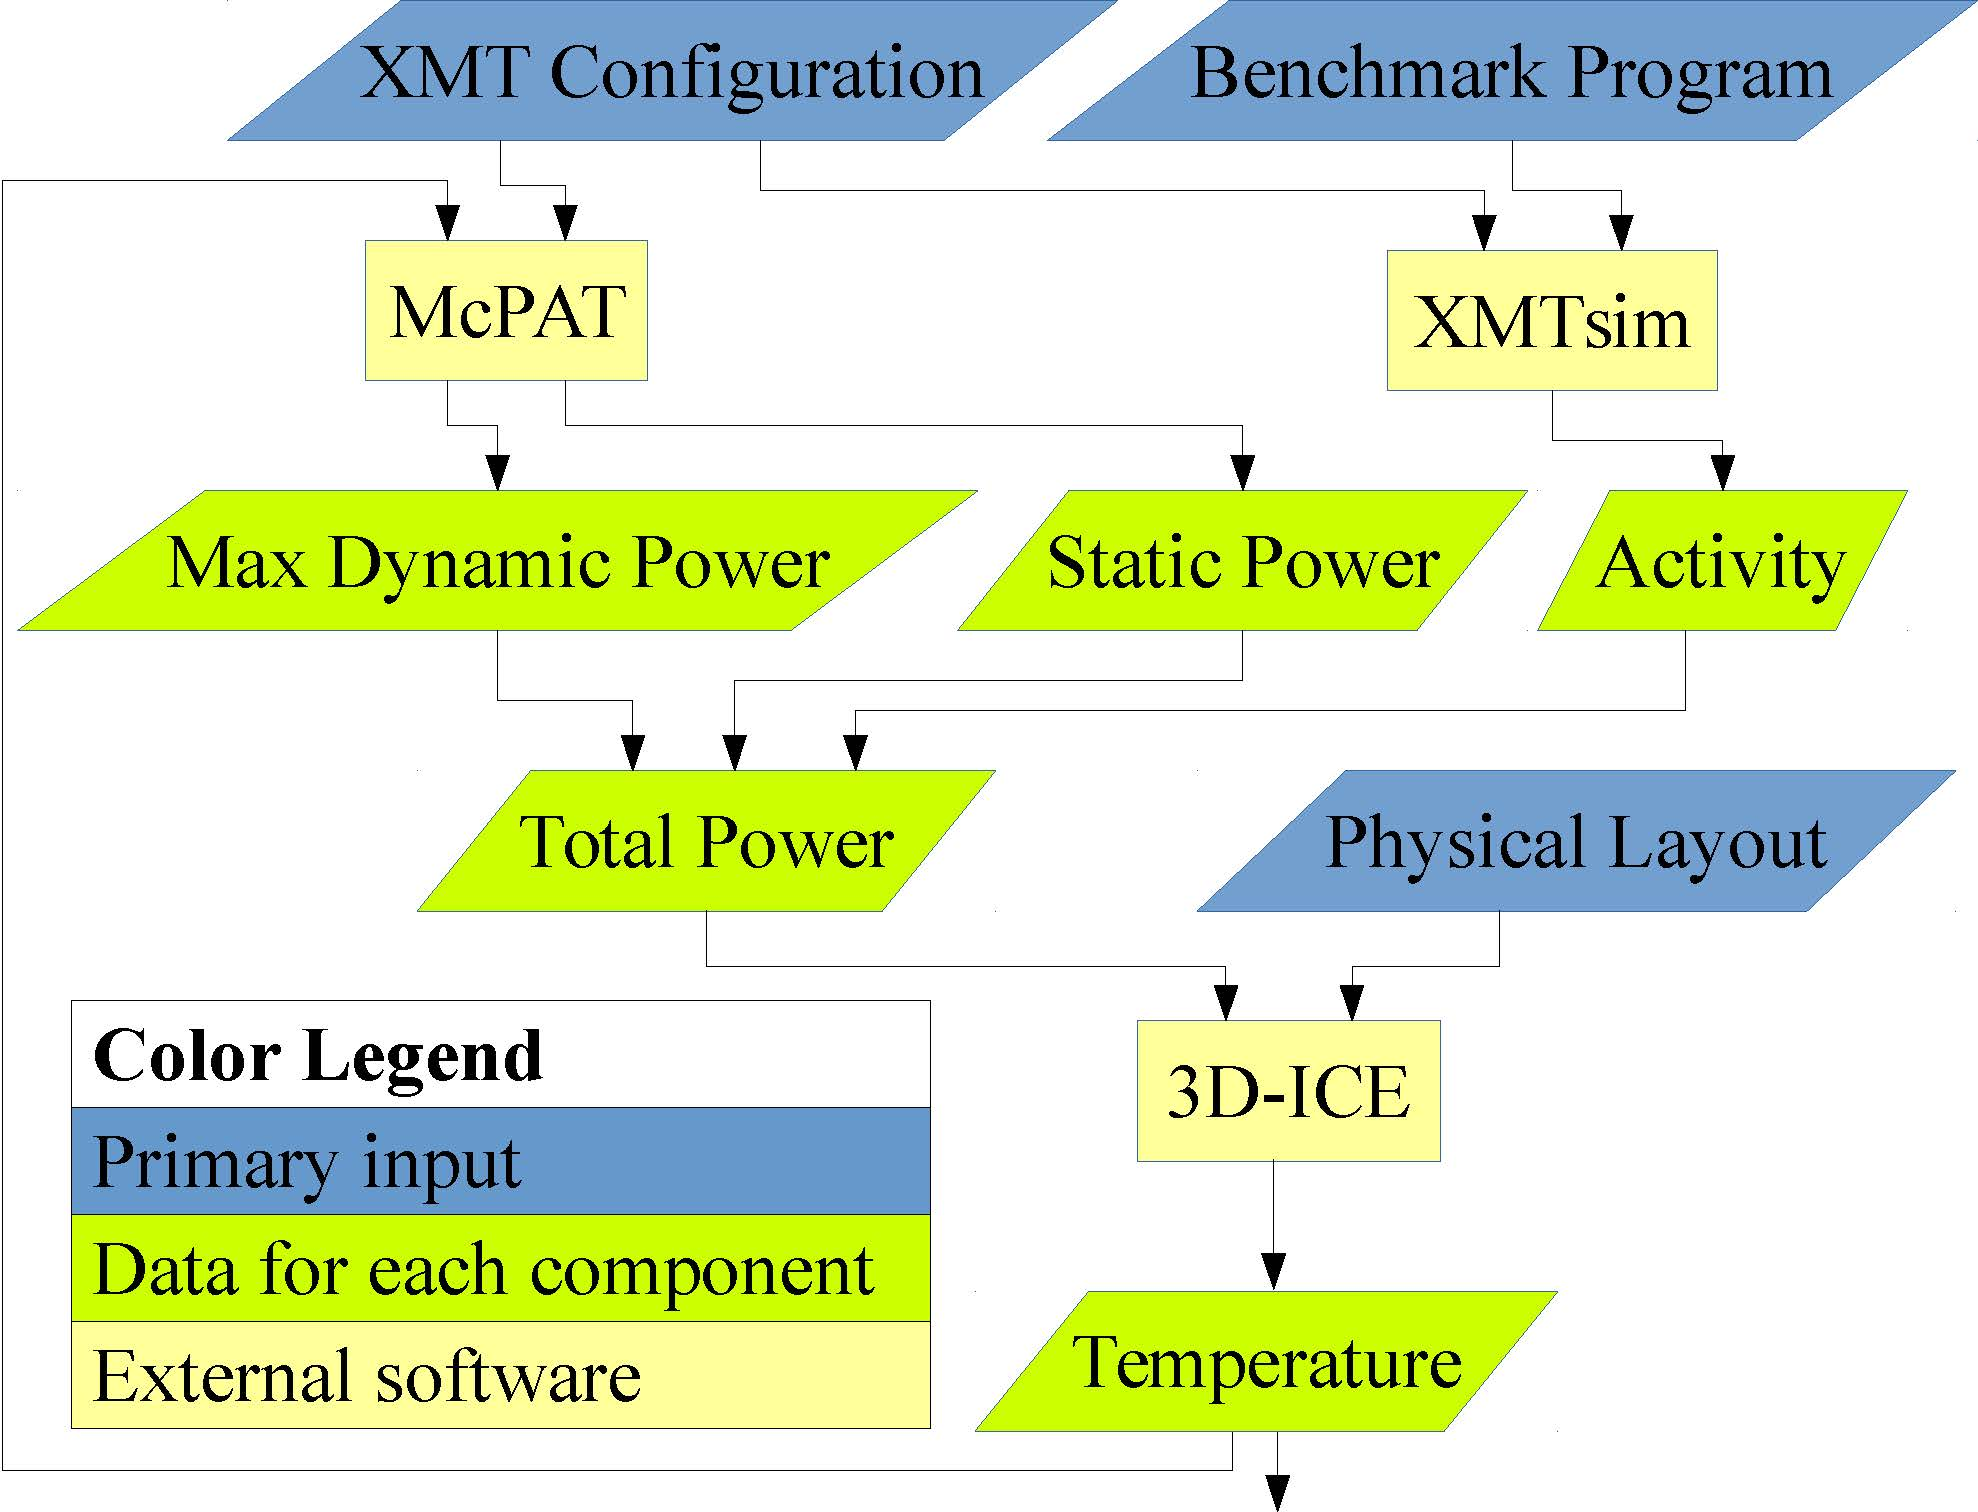 XMT Configuration
Benchmark Program
McPAT
XMTsim
Max Dynamic Power
Static Power
Activity
Total Power
Physical Layout
3D-ICE
Color Legend
Primary input
Data for each component
External software
Temperature